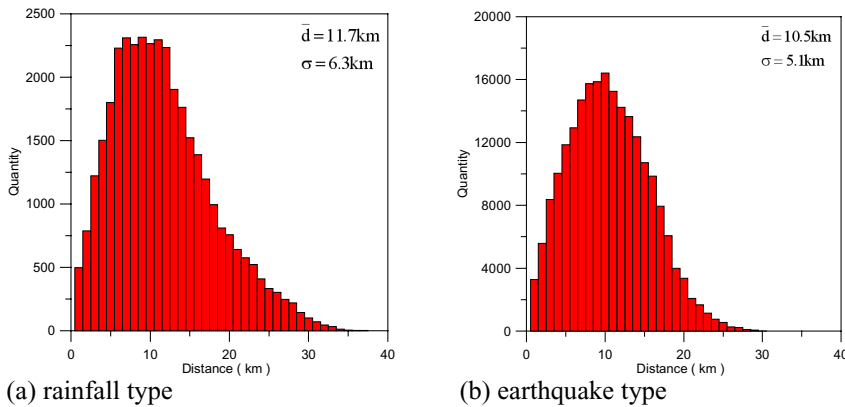 2500
2000
1500
1000
500
0
Quantity
0 10 20 30 40
Distance ( km )
d̄ = 11.7km
σ = 6.3km
(a) rainfall type
20000
16000
12000
8000
4000
0
Quantity
0 10 20 30 40
Distance ( km )
d̄ = 10.5km
σ = 5.1km
(b) earthquake type